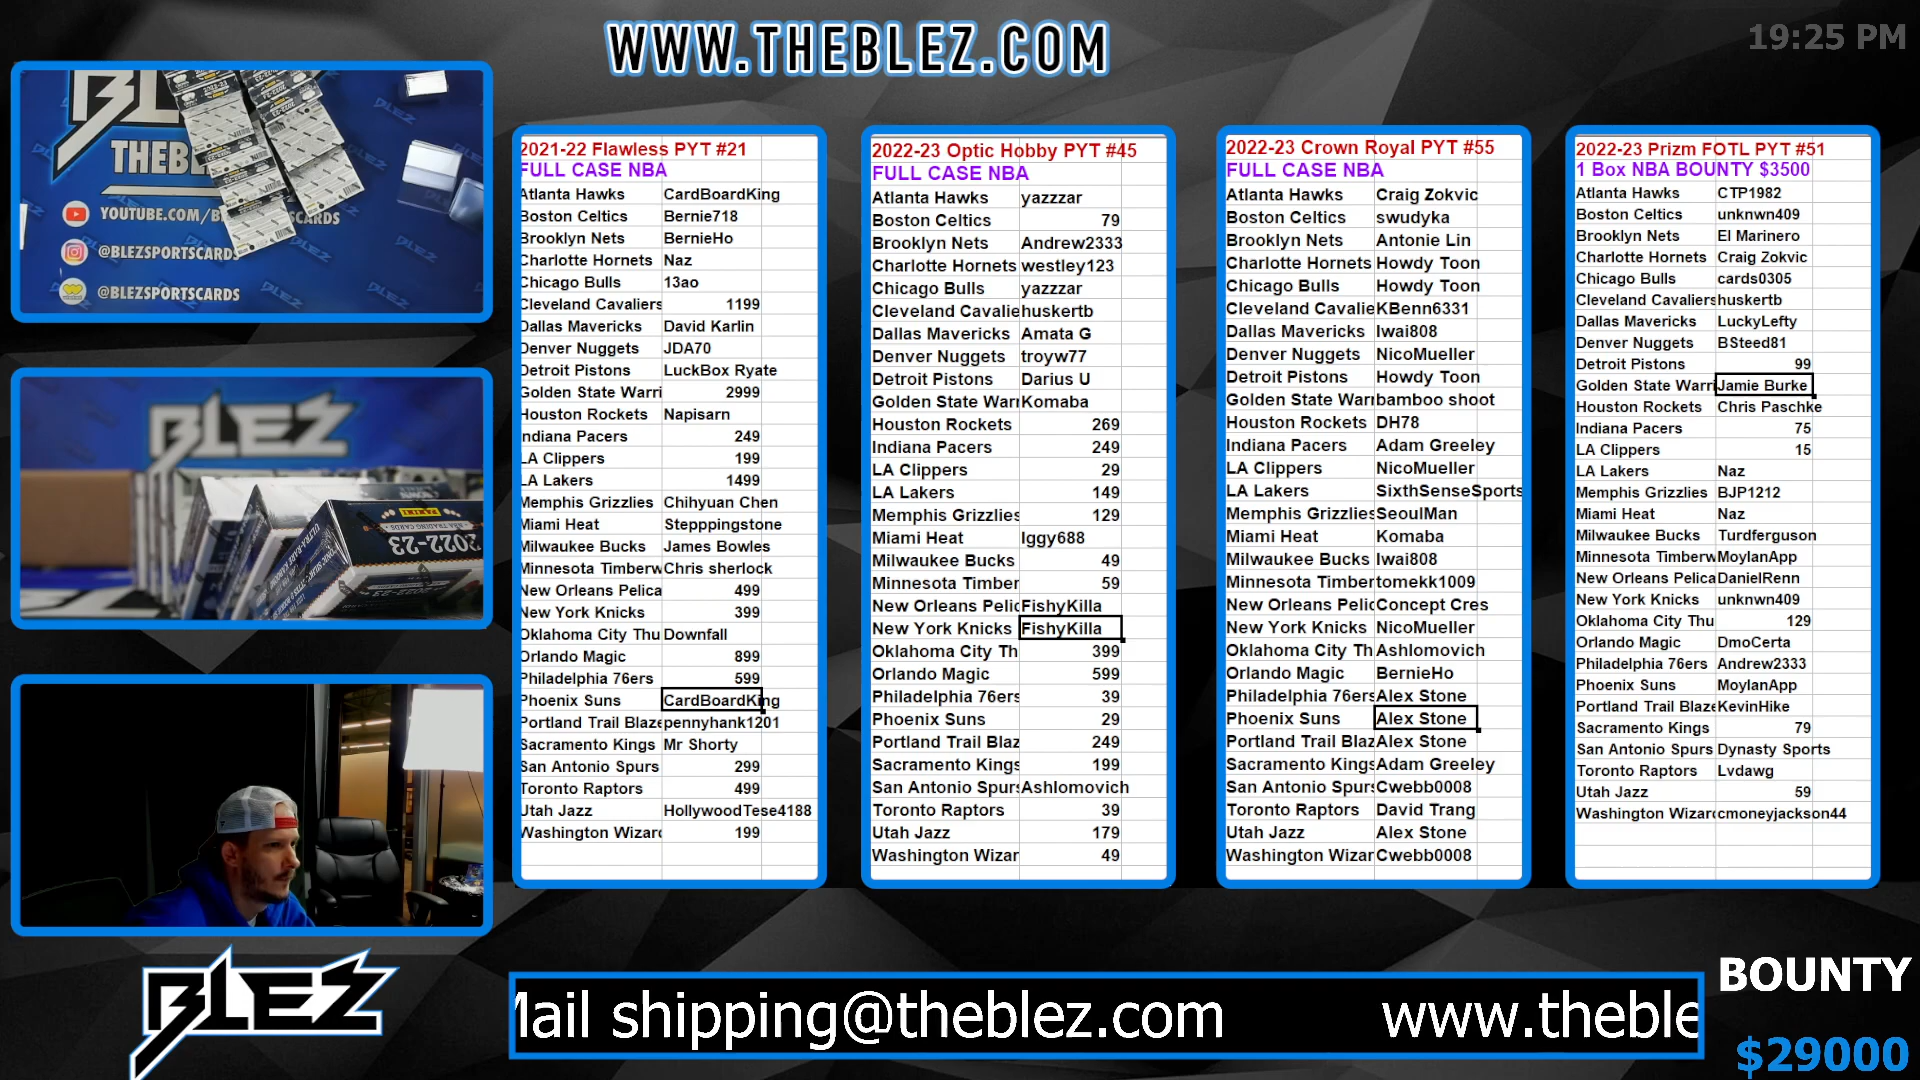 WWW.THEBLEZ.COM
19:25 PM
BLEZ
YOUTUBE.COM/B
CARDS
@BLEZSPORTSCARDS
@BLEZSPORTSCARDS
BLEZ
2022-23
BLEZ
2021-22 Flawless PYT #21
FULL CASE NBA
Atlanta Hawks CardBoardKing
Boston Celtics Bernie718
Brooklyn Nets BernieHo
Charlotte Hornets Naz
Chicago Bulls 13ao
Cleveland Cavaliers 1199
Dallas Mavericks David Karlin
Denver Nuggets JDA70
Detroit Pistons LuckBox Ryate
Golden State Warri 2999
Houston Rockets Napisarn
Indiana Pacers 249
LA Clippers 199
LA Lakers 1499
Memphis Grizzlies Chihyuan Chen
Miami Heat Stepppingstone
Milwaukee Bucks James Bowles
Minnesota Timberw Chris sherlock
New Orleans Pelica 499
New York Knicks 399
Oklahoma City Thu Downfall
Orlando Magic 899
Philadelphia 76ers 599
Phoenix Suns CardBoardKing
Portland Trail Blaze pennyhank1201
Sacramento Kings Mr Shorty
San Antonio Spurs 299
Toronto Raptors 499
Utah Jazz HollywoodTese4188
Washington Wizard 199
2022-23 Optic Hobby PYT #45
FULL CASE NBA
Atlanta Hawks yazzzar
Boston Celtics 79
Brooklyn Nets Andrew2333
Charlotte Hornets westley123
Chicago Bulls yazzzar
Cleveland Cavalie huskertb
Dallas Mavericks Amata G
Denver Nuggets troyw77
Detroit Pistons Darius U
Golden State Warr Komaba
Houston Rockets 269
Indiana Pacers 249
LA Clippers 29
LA Lakers 149
Memphis Grizzlies 129
Miami Heat Iggy688
Milwaukee Bucks 49
Minnesota Timber 59
New Orleans Pelic FishyKilla
New York Knicks FishyKilla
Oklahoma City Th 399
Orlando Magic 599
Philadelphia 76ers 39
Phoenix Suns 29
Portland Trail Blaz 249
Sacramento Kings 199
San Antonio Spurs Ashlomovich
Toronto Raptors 39
Utah Jazz 179
Washington Wizar 49
2022-23 Crown Royal PYT #55
FULL CASE NBA
Atlanta Hawks Craig Zokvic
Boston Celtics swudyka
Brooklyn Nets Antonie Lin
Charlotte Hornets Howdy Toon
Chicago Bulls Howdy Toon
Cleveland Cavalie KBenn6331
Dallas Mavericks Iwai808
Denver Nuggets NicoMueller
Detroit Pistons Howdy Toon
Golden State Warr bamboo shoot
Houston Rockets DH78
Indiana Pacers Adam Greeley
LA Clippers NicoMueller
LA Lakers SixthSenseSports
Memphis Grizzlies SeoulMan
Miami Heat Komaba
Milwaukee Bucks Iwai808
Minnesota Timber tomekk1009
New Orleans Pelic Concept Cres
New York Knicks NicoMueller
Oklahoma City Th Ashlomovich
Orlando Magic BernieHo
Philadelphia 76ers Alex Stone
Phoenix Suns Alex Stone
Portland Trail Blaz Alex Stone
Sacramento Kings Adam Greeley
San Antonio Spurs Cwebb0008
Toronto Raptors David Trang
Utah Jazz Alex Stone
Washington Wizar Cwebb0008
2022-23 Prizm FOTL PYT #51
1 Box NBA BOUNTY $3500
Atlanta Hawks CTP1982
Boston Celtics unknwn409
Brooklyn Nets El Marinero
Charlotte Hornets Craig Zokvic
Chicago Bulls cards0305
Cleveland Cavaliers huskertb
Dallas Mavericks LuckyLefty
Denver Nuggets BSteed81
Detroit Pistons 99
Golden State Warri Jamie Burke
Houston Rockets Chris Paschke
Indiana Pacers 75
LA Clippers 15
LA Lakers Naz
Memphis Grizzlies BJP1212
Miami Heat Naz
Milwaukee Bucks Turdferguson
Minnesota Timberw MoylanApp
New Orleans Pelica DanielRenn
New York Knicks unknwn409
Oklahoma City Thu 129
Orlando Magic DmoCerta
Philadelphia 76ers Andrew2333
Phoenix Suns MoylanApp
Portland Trail Blaze KevinHike
Sacramento Kings 79
San Antonio Spurs Dynasty Sports
Toronto Raptors Lvdawg
Utah Jazz 59
Washington Wizard cmoneyjackson44
Mail shipping@theblez.com www.theble
BOUNTY
$29000